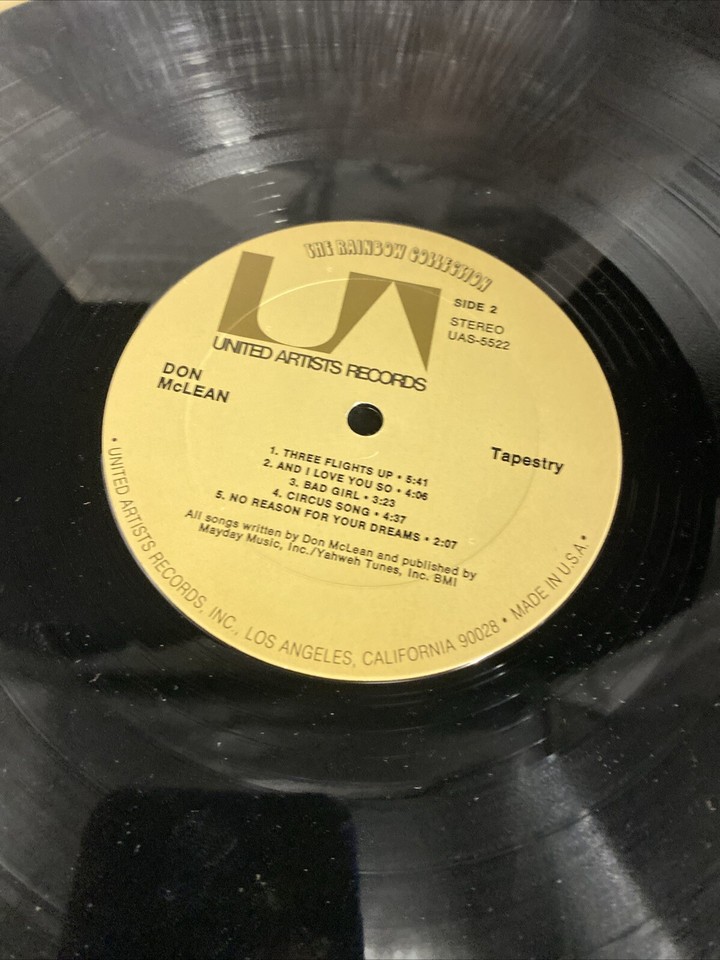 THE RAINBOW COLLECTION
UA
UNITED ARTISTS RECORDS
SIDE 2
STEREO
UAS-5522
DON
McLEAN
Tapestry
1. THREE FLIGHTS UP • 5:41
2. AND I LOVE YOU SO • 4:06
3. BAD GIRL • 3:23
4. CIRCUS SONG • 4:37
5. NO REASON FOR YOUR DREAMS • 2:07
All songs written by Don McLean and published by
Mayday Music, Inc./Yahweh Tunes, Inc. BMI
• UNITED ARTISTS RECORDS, INC., LOS ANGELES, CALIFORNIA 90028 • MADE IN U.S.A. •